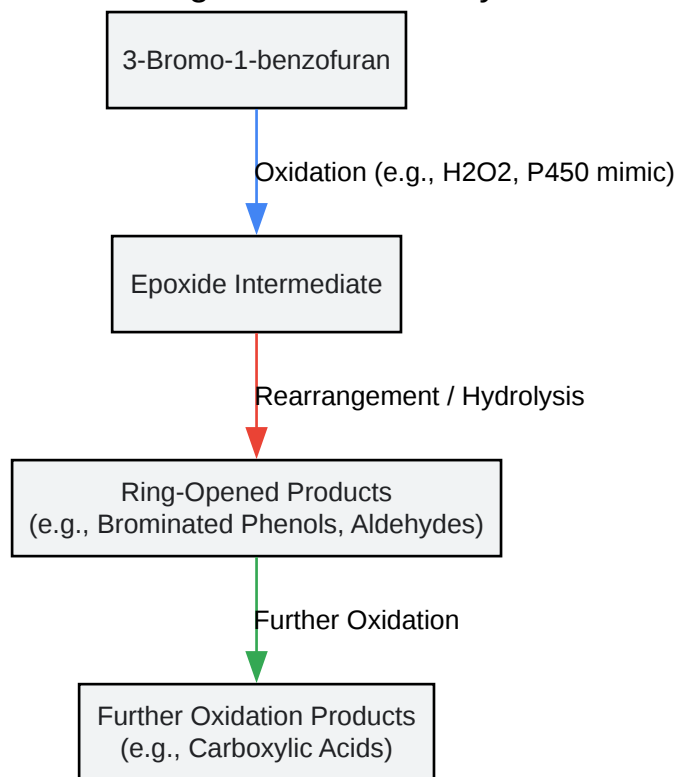 3-Bromo-1-benzofuran
Oxidation (e.g., H2O2, P450 mimic)
Epoxide Intermediate
Rearrangement / Hydrolysis
Ring-Opened Products
(e.g., Brominated Phenols, Aldehydes)
Further Oxidation
Further Oxidation Products
(e.g., Carboxylic Acids)